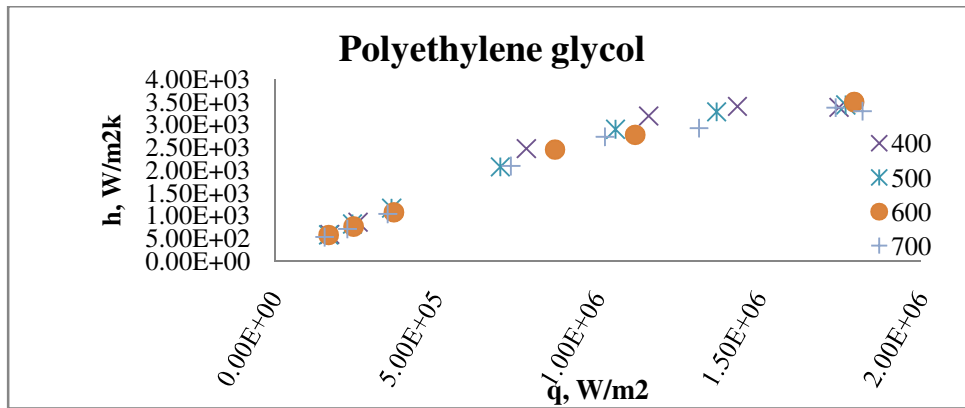 Polyethylene glycol
4.00E+03
3.50E+03
3.00E+03
2.50E+03
2.00E+03
1.50E+03
1.00E+03
5.00E+02
0.00E+00
h, W/m2k
400
500
600
700
0.00E+00
5.00E+05
1.00E+06
1.50E+06
2.00E+06
q, W/m2